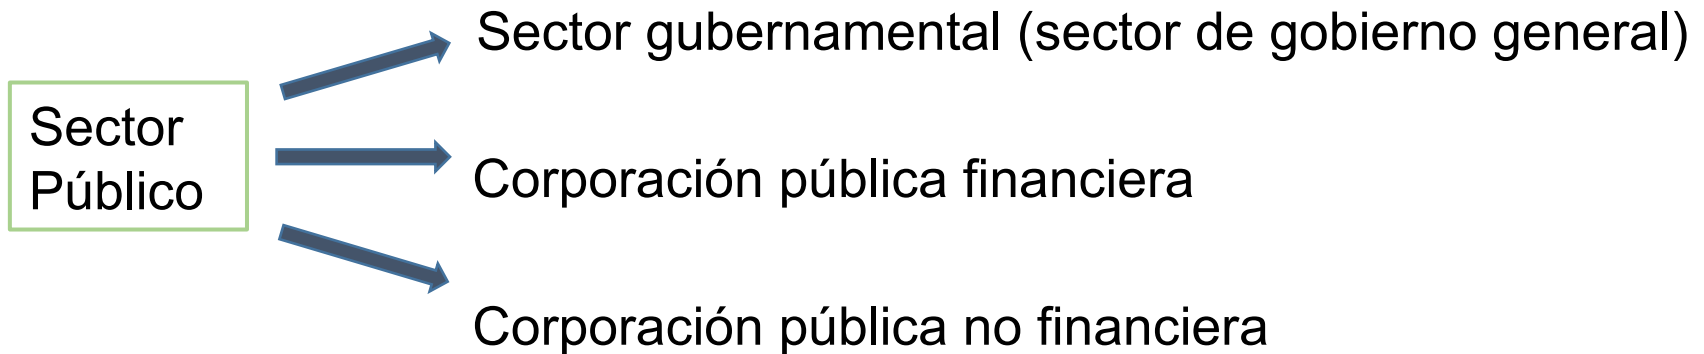 Sector gubernamental (sector de gobierno general)
Sector
Público
Corporación pública financiera
Corporación pública no financiera